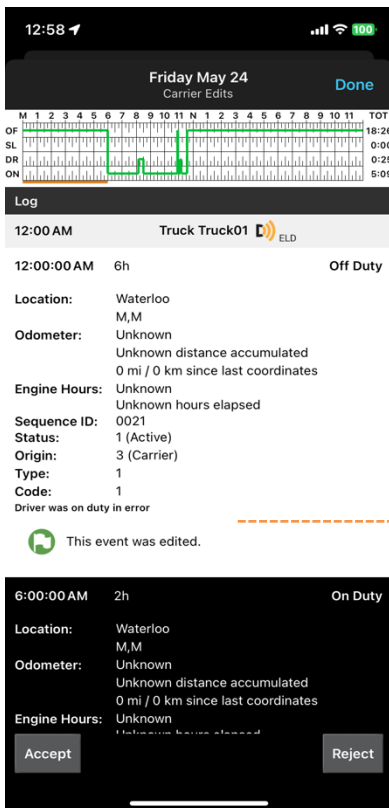 12:58
100
Friday May 24
Carrier Edits
Done
M 1 2 3 4 5 6 7 8 9 10 11 N 1 2 3 4 5 6 7 8 9 10 11 TOT
OF 18:26
SL 0:00
DR 0:25
ON 5:09
Log
12:00 AM Truck Truck01 ELD
12:00:00 AM 6h Off Duty
Location: Waterloo
M,M
Odometer: Unknown
Unknown distance accumulated
0 mi / 0 km since last coordinates
Engine Hours: Unknown
Unknown hours elapsed
Sequence ID: 0021
Status: 1 (Active)
Origin: 3 (Carrier)
Type: 1
Code: 1
Driver was on duty in error
This event was edited.
6:00:00 AM 2h On Duty
Location: Waterloo
M,M
Odometer: Unknown
Unknown distance accumulated
0 mi / 0 km since last coordinates
Engine Hours: Unknown
Unknown hours elapsed
Accept
Reject